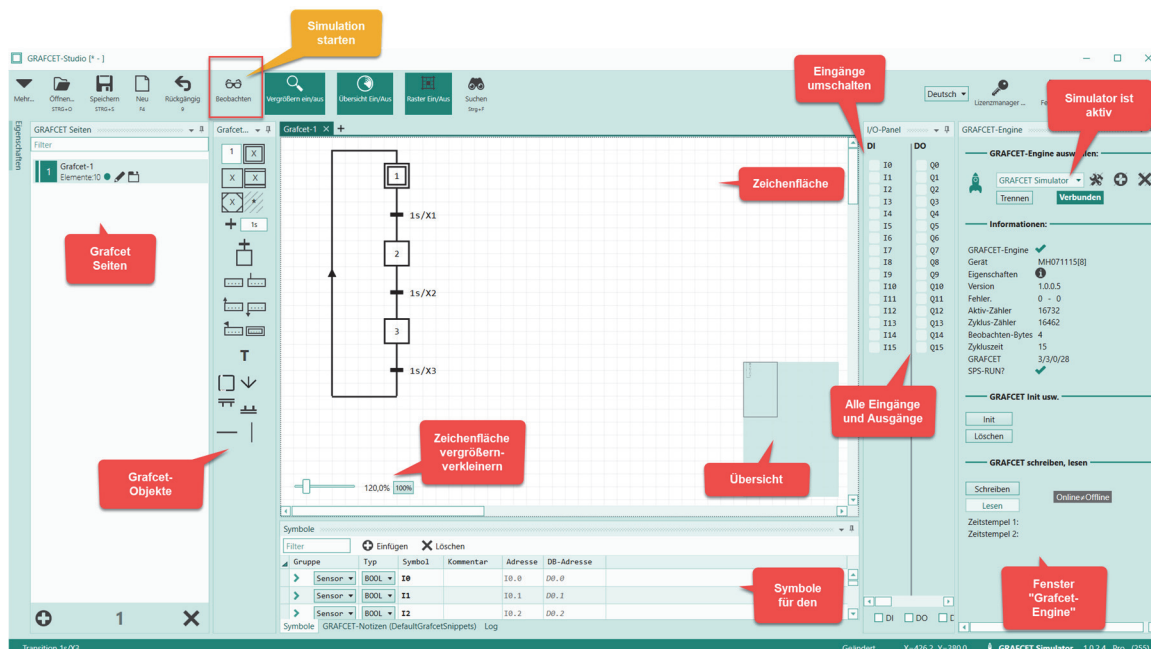 Simulation
starten
GRAFCET-Studio [* - ]
Mehr...
Öffnen...
STRG+O
Speichern
STRG+S
Neu
F6
Rückgängig
Beobachten
Vergrößern ein/aus
Übersicht Ein/Aus
Raster Ein/Aus
Suchen
Strg+F
Eingänge
umschalten
Deutsch
Lizenzmanager ...
Simulator ist
aktiv
Eigenschaften
GRAFCET Seiten
Filter
1
Grafcet-1
Elemente:10
Grafcet
Seiten
1
Grafcet...
1
X
X
X
X
*
1s
T
Grafcet-
Objekte
Grafcet-1
1
1s/X1
2
1s/X2
3
1s/X3
Zeichenfläche
Zeichenfläche
vergrößern-
verkleinern
120,0%
100%
Übersicht
Symbole
Filter
Einfügen
Löschen
Gruppe Typ Symbol Kommentar Adresse DB-Adresse
Sensor BOOL I0 I0.0 D0.0
Sensor BOOL I1 I0.1 D0.1
Sensor BOOL I2 I0.2 D0.2
Symbole
für den
Symbole GRAFCET-Notizen (DefaultGrafcetSnippets) Log
I/O-Panel
DI DO
I0 Q0
I1 Q1
I2 Q2
I3 Q3
I4 Q4
I5 Q5
I6 Q6
I7 Q7
I8 Q8
I9 Q9
I10 Q10
I11 Q11
I12 Q12
I13 Q13
I14 Q14
I15 Q15
Alle Eingänge
und Ausgänge
DI DO
GRAFCET-Engine
GRAFCET-Engine auswählen:
GRAFCET Simulator
Trennen
Verbunden
Informationen:
GRAFCET-Engine
Gerät MH071115[8]
Eigenschaften
Version 1.0.0.5
Fehler. 0 - 0
Aktiv-Zähler 16732
Zyklus-Zähler 16462
Beobachten-Bytes 4
Zykluszeit 15
GRAFCET 3/3/0/28
SPS-RUN?
GRAFCET Init usw.
Init
Löschen
GRAFCET schreiben, lesen
Schreiben
Lesen
Online≠Offline
Zeitstempel 1:
Zeitstempel 2:
Fenster
"Grafcet-
Engine"
Transition 1s/X3
Geändert
GRAFCET Simulator 1.0.2.4 Pro (255)